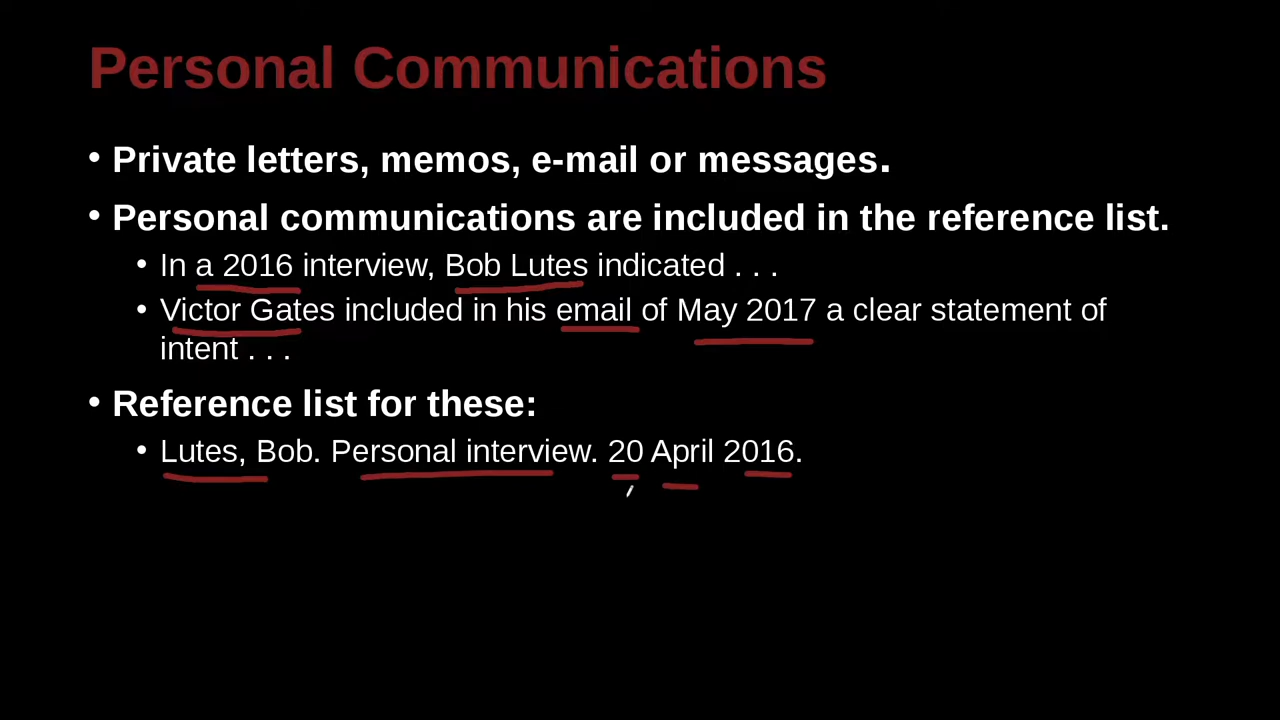 Personal Communications
• Private letters, memos, e-mail or messages.
• Personal communications are included in the reference list.
• In a 2016 interview, Bob Lutes indicated . . .
• Victor Gates included in his email of May 2017 a clear statement of
intent . . .
• Reference list for these:
• Lutes, Bob. Personal interview. 20 April 2016.